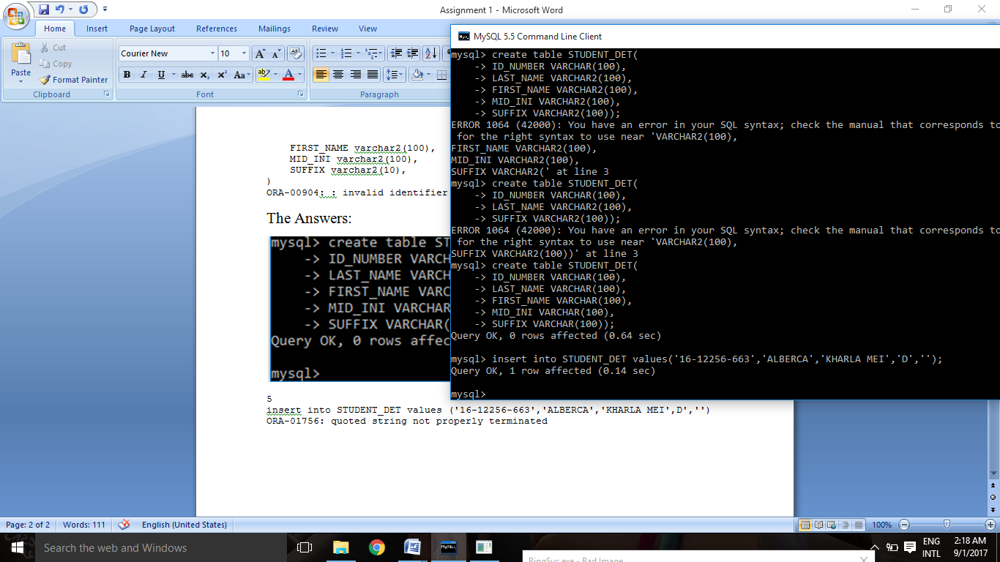 Assignment 1 - Microsoft Word
Home Insert Page Layout References Mailings Review View
Paste
Cut
Copy
Format Painter
Clipboard
Courier New 10
B I U abc x₂ x² Aa
Font
Paragraph
FIRST_NAME varchar2(100),
MID_INI varchar2(100),
SUFFIX varchar2(10),
)
ORA-00904: : invalid identifier
The Answers:
mysql> create table ST
-> ID_NUMBER VARCH
-> LAST_NAME VARCH
-> FIRST_NAME VARC
-> MID_INI VARCHAR
-> SUFFIX VARCHAR(
Query OK, 0 rows affec
mysql>
5
insert into STUDENT_DET values ('16-12256-663','ALBERCA','KHARLA MEI',D','')
ORA-01756: quoted string not properly terminated
MySQL 5.5 Command Line Client
mysql> create table STUDENT_DET(
-> ID_NUMBER VARCHAR(100),
-> LAST_NAME VARCHAR2(100),
-> FIRST_NAME VARCHAR2(100),
-> MID_INI VARCHAR2(100),
-> SUFFIX VARCHAR2(100));
ERROR 1064 (42000): You have an error in your SQL syntax; check the manual that corresponds to
for the right syntax to use near 'VARCHAR2(100),
FIRST_NAME VARCHAR2(100),
MID_INI VARCHAR2(100),
SUFFIX VARCHAR2(' at line 3
mysql> create table STUDENT_DET(
-> ID_NUMBER VARCHAR(100),
-> LAST_NAME VARCHAR2(100),
-> SUFFIX VARCHAR2(100));
ERROR 1064 (42000): You have an error in your SQL syntax; check the manual that corresponds to
for the right syntax to use near 'VARCHAR2(100),
SUFFIX VARCHAR2(100))' at line 3
mysql> create table STUDENT_DET(
-> ID_NUMBER VARCHAR(100),
-> LAST_NAME VARCHAR(100),
-> FIRST_NAME VARCHAR(100),
-> MID_INI VARCHAR(100),
-> SUFFIX VARCHAR(100));
Query OK, 0 rows affected (0.64 sec)
mysql> insert into STUDENT_DET values('16-12256-663','ALBERCA','KHARLA MEI','D','');
Query OK, 1 row affected (0.14 sec)
mysql>
Page: 2 of 2 Words: 111 English (United States) 100%
Search the web and Windows
BingSvc.exe - Bad Image
ENG
INTL
2:18 AM
9/1/2017